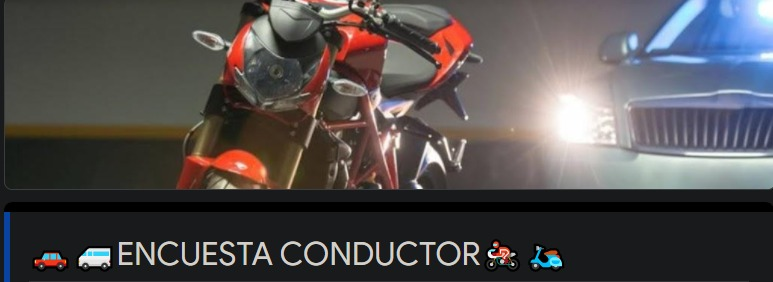 🚗 🚐 ENCUESTA CONDUCTOR 🏍️ 🛵